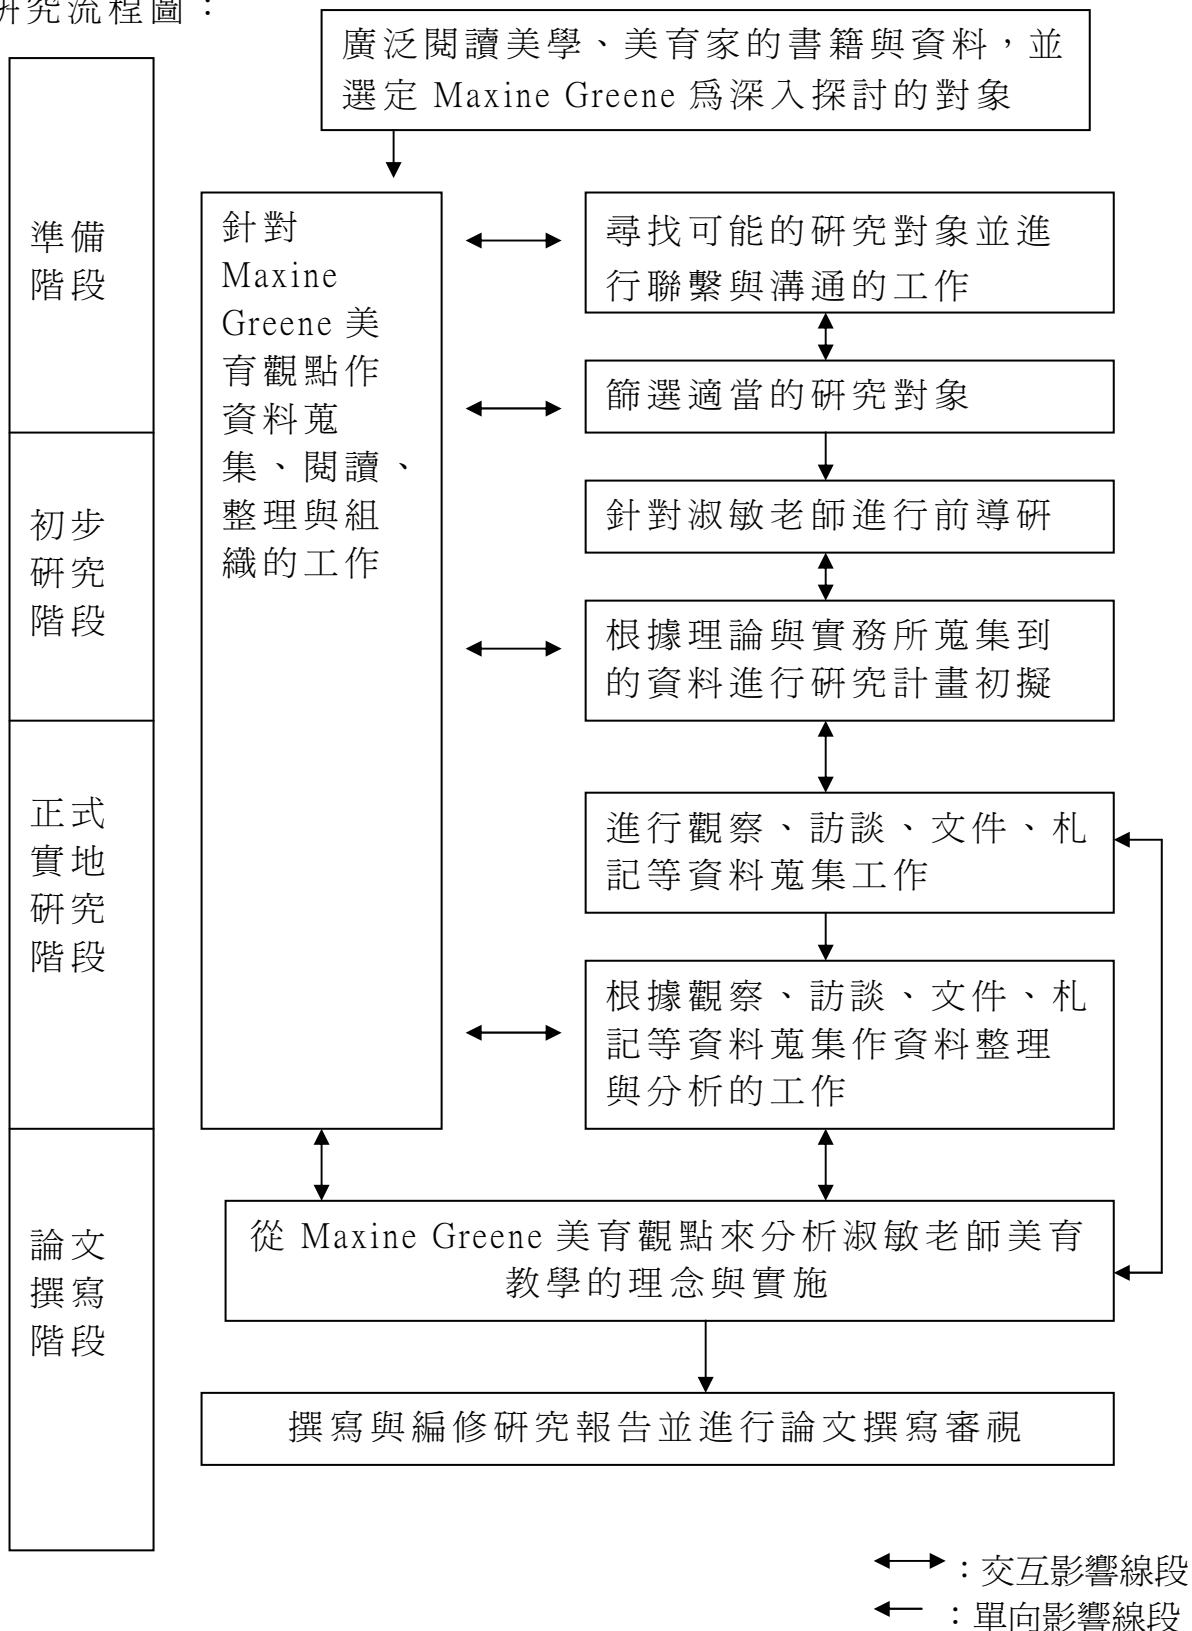 研究流程圖：
廣泛閱讀美學、美育家的書籍與資料，並
選定 Maxine Greene 爲深入探討的對象
準備
階段
針對
Maxine
Greene 美
育觀點作
資料蒐
集、閱讀、
整理與組
織的工作
尋找可能的研究對象並進
行聯繫與溝通的工作
篩選適當的研究對象
初步
研究
階段
針對淑敏老師進行前導研
根據理論與實務所蒐集到
的資料進行研究計畫初擬
正式
實地
研究
階段
進行觀察、訪談、文件、札
記等資料蒐集工作
根據觀察、訪談、文件、札
記等資料蒐集作資料整理
與分析的工作
論文
撰寫
階段
從 Maxine Greene 美育觀點來分析淑敏老師美育
教學的理念與實施
撰寫與編修研究報告並進行論文撰寫審視
：交互影響線段
：單向影響線段